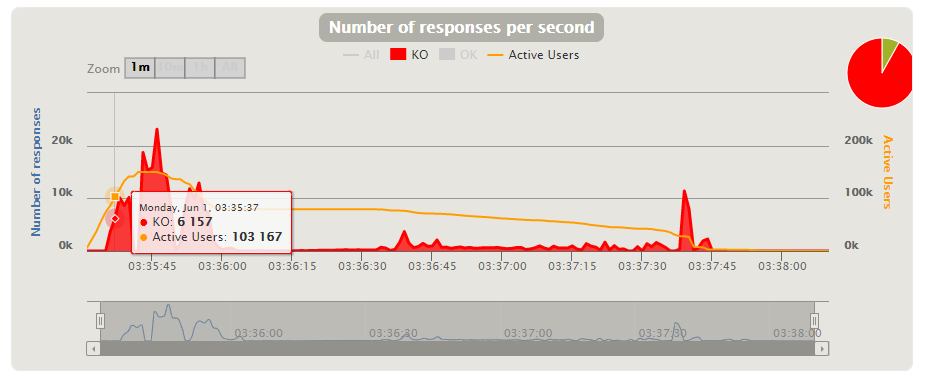 Number of responses per second
All KO OK Active Users
Zoom 1m 10m 1h All
Number of responses
20k
10k
0k
200k
100k
0k
Active Users
Monday, Jun 1, 03:35:37
KO: 6 157
Active Users: 103 167
03:35:45 03:36:00 03:36:15 03:36:30 03:36:45 03:37:00 03:37:15 03:37:30 03:37:45 03:38:00
03:36:00 03:36:30 03:37:00 03:37:30 03:38:00